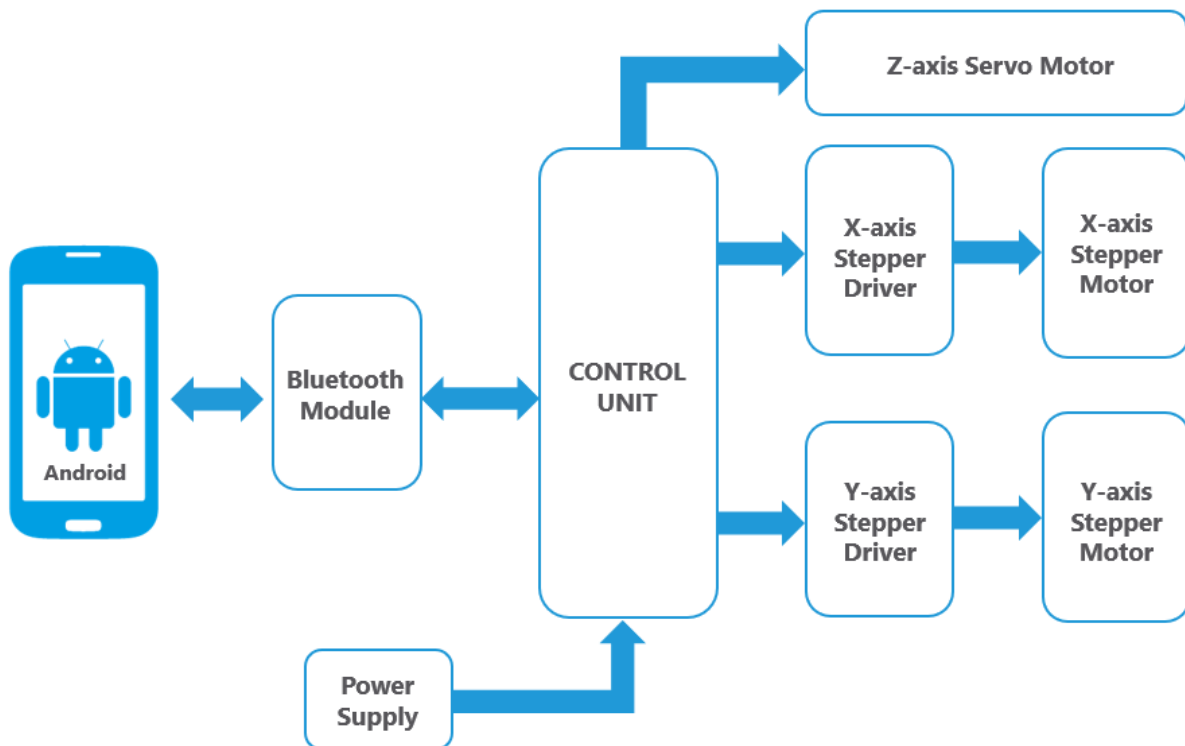 Z-axis Servo Motor
X-axis
Stepper
Driver
X-axis
Stepper
Motor
Android
Bluetooth
Module
CONTROL
UNIT
Y-axis
Stepper
Driver
Y-axis
Stepper
Motor
Power
Supply